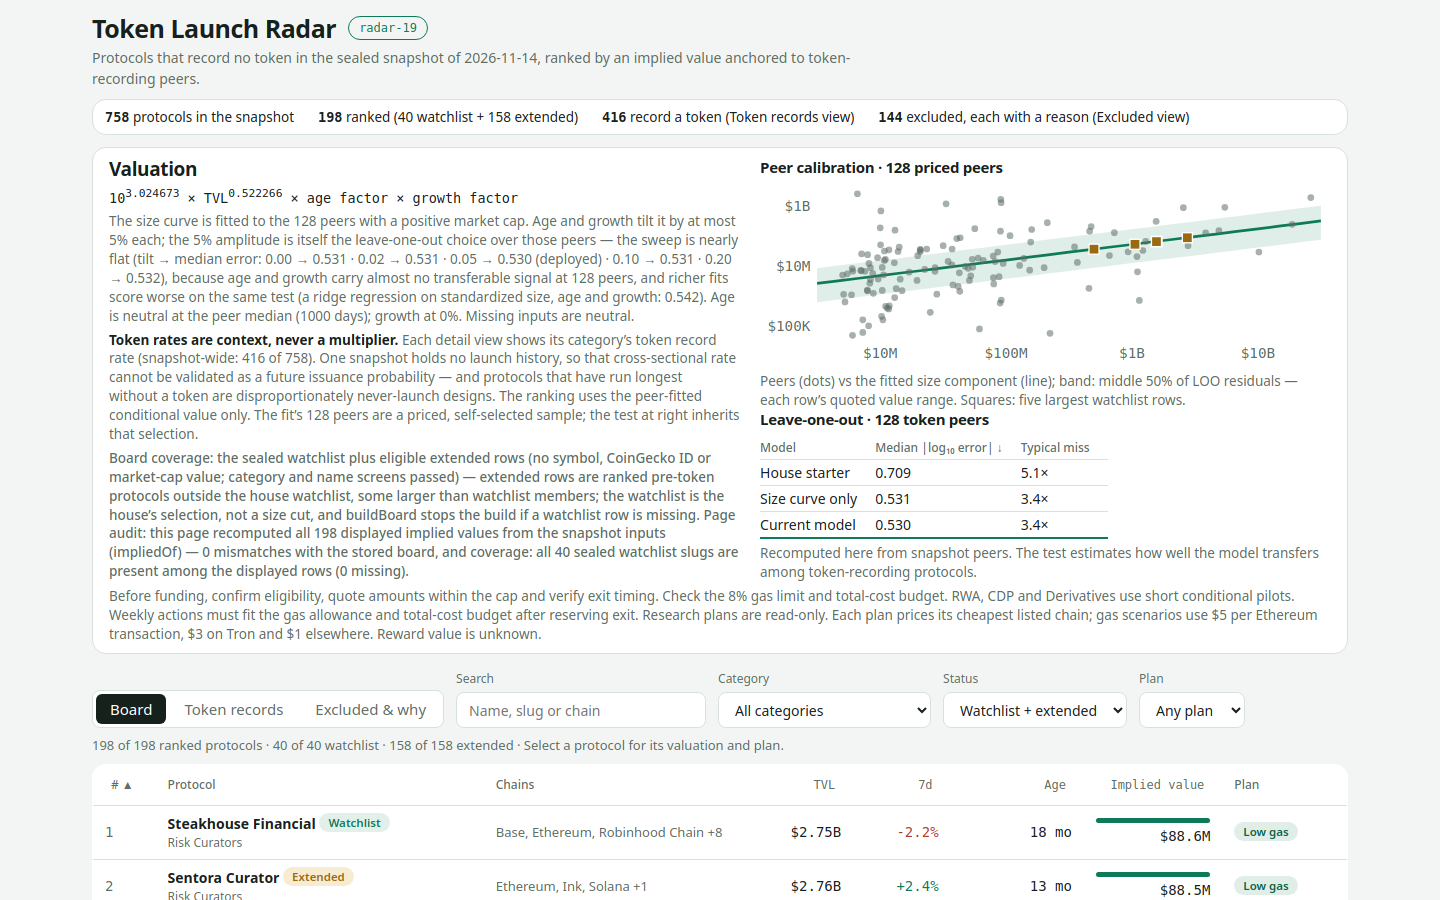 Token Launch Radar radar-19
Protocols that record no token in the sealed snapshot of 2026-11-14, ranked by an implied value anchored to token-
recording peers.
758 protocols in the snapshot 198 ranked (40 watchlist + 158 extended) 416 record a token (Token records view) 144 excluded, each with a reason (Excluded view)
Valuation
10^3.024673 × TVL^0.522266 × age factor × growth factor
The size curve is fitted to the 128 peers with a positive market cap. Age and growth tilt it by at most
5% each; the 5% amplitude is itself the leave-one-out choice over those peers — the sweep is nearly
flat (tilt → median error: 0.00 → 0.531 · 0.02 → 0.531 · 0.05 → 0.530 (deployed) · 0.10 → 0.531 · 0.20
→ 0.532), because age and growth carry almost no transferable signal at 128 peers, and richer fits
score worse on the same test (a ridge regression on standardized size, age and growth: 0.542). Age
is neutral at the peer median (1000 days); growth at 0%. Missing inputs are neutral.
Token rates are context, never a multiplier. Each detail view shows its category's token record
rate (snapshot-wide: 416 of 758). One snapshot holds no launch history, so that cross-sectional rate
cannot be validated as a future issuance probability — and protocols that have run longest
without a token are disproportionately never-launch designs. The ranking uses the peer-fitted
conditional value only. The fit's 128 peers are a priced, self-selected sample; the test at right inherits
that selection.
Board coverage: the sealed watchlist plus eligible extended rows (no symbol, CoinGecko ID or
market-cap value; category and name screens passed) — extended rows are ranked pre-token
protocols outside the house watchlist, some larger than watchlist members; the watchlist is the
house's selection, not a size cut, and buildBoard stops the build if a watchlist row is missing. Page
audit: this page recomputed all 198 displayed implied values from the snapshot inputs
(impliedOf) — 0 mismatches with the stored board, and coverage: all 40 sealed watchlist slugs are
present among the displayed rows (0 missing).
Peer calibration · 128 priced peers
$1B
$10M
$100K
$10M $100M $1B $10B
Peers (dots) vs the fitted size component (line); band: middle 50% of LOO residuals —
each row's quoted value range. Squares: five largest watchlist rows.
Leave-one-out · 128 token peers
Model Median |log₁₀ error| ↓ Typical miss
House starter 0.709 5.1×
Size curve only 0.531 3.4×
Current model 0.530 3.4×
Recomputed here from snapshot peers. The test estimates how well the model transfers
among token-recording protocols.
Before funding, confirm eligibility, quote amounts within the cap and verify exit timing. Check the 8% gas limit and total-cost budget. RWA, CDP and Derivatives use short conditional pilots.
Weekly actions must fit the gas allowance and total-cost budget after reserving exit. Research plans are read-only. Each plan prices its cheapest listed chain; gas scenarios use $5 per Ethereum
transaction, $3 on Tron and $1 elsewhere. Reward value is unknown.
Search Category Status Plan
Board Token records Excluded & why Name, slug or chain All categories Watchlist + extended Any plan
198 of 198 ranked protocols · 40 of 40 watchlist · 158 of 158 extended · Select a protocol for its valuation and plan.
# ▲ Protocol Chains TVL 7d Age Implied value Plan
1 Steakhouse Financial Watchlist Base, Ethereum, Robinhood Chain +8 $2.75B -2.2% 18 mo $88.6M Low gas
Risk Curators
2 Sentora Curator Extended Ethereum, Ink, Solana +1 $2.76B +2.4% 13 mo $88.5M Low gas
Risk Curators